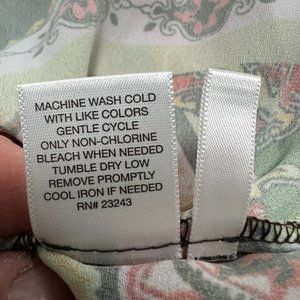 MACHINE WASH COLD
WITH LIKE COLORS
GENTLE CYCLE
ONLY NON-CHLORINE
BLEACH WHEN NEEDED
TUMBLE DRY LOW
REMOVE PROMPTLY
COOL IRON IF NEEDED
RN# 23243